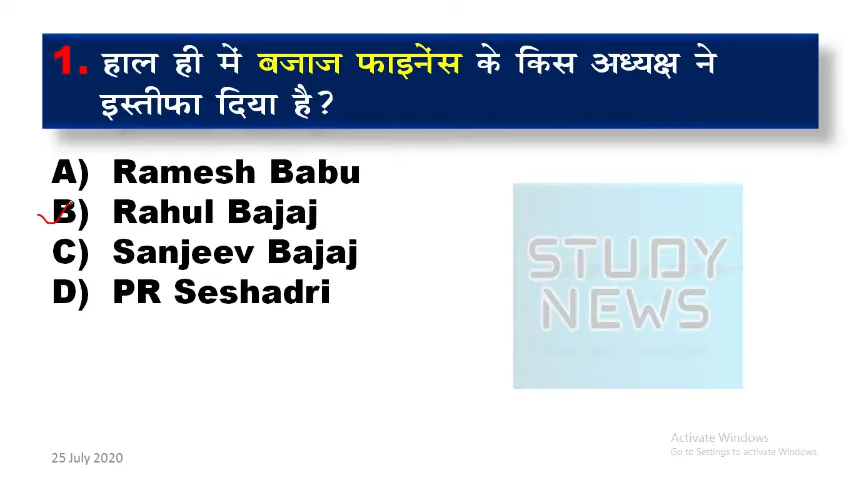 1. हाल ही में बजाज फाइनेंस के किस अध्यक्ष ने
इस्तीफा दिया है?
A) Ramesh Babu
B) Rahul Bajaj
C) Sanjeev Bajaj
D) PR Seshadri
STUDY
NEWS
Activate Windows
Go to Settings to activate Windows.
25 July 2020